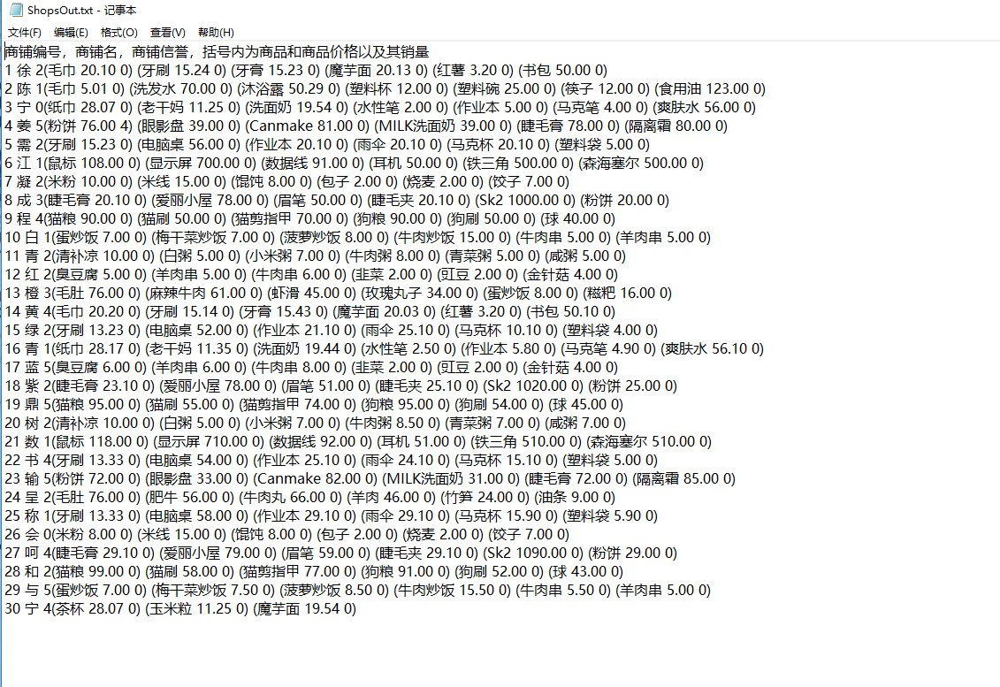 ShopsOut.txt - 记事本
文件(F) 编辑(E) 格式(O) 查看(V) 帮助(H)
商铺编号，商铺名，商铺信誉，括号内为商品和商品价格以及其销量
1 徐 2(毛巾 20.10 0) (牙刷 15.24 0) (牙膏 15.23 0) (魔芋面 20.13 0) (红薯 3.20 0) (书包 50.00 0)
2 陈 1(毛巾 5.01 0) (洗发水 70.00 0) (沐浴露 50.29 0) (塑料杯 12.00 0) (塑料碗 25.00 0) (筷子 12.00 0) (食用油 123.00 0)
3 宁 0(纸巾 28.07 0) (老干妈 11.25 0) (洗面奶 19.54 0) (水性笔 2.00 0) (作业本 5.00 0) (马克笔 4.00 0) (爽肤水 56.00 0)
4 姜 5(粉饼 76.00 4) (眼影盘 39.00 0) (Canmake 81.00 0) (MILK洗面奶 39.00 0) (睫毛膏 78.00 0) (隔离霜 80.00 0)
5 需 2(牙刷 15.23 0) (电脑桌 56.00 0) (作业本 20.10 0) (雨伞 20.10 0) (马克杯 20.10 0) (塑料袋 5.00 0)
6 江 1(鼠标 108.00 0) (显示屏 700.00 0) (数据线 91.00 0) (耳机 50.00 0) (铁三角 500.00 0) (森海塞尔 500.00 0)
7 凝 2(米粉 10.00 0) (米线 15.00 0) (馄饨 8.00 0) (包子 2.00 0) (烧麦 2.00 0) (饺子 7.00 0)
8 成 3(睫毛膏 20.10 0) (爱丽小屋 78.00 0) (眉笔 50.00 0) (睫毛夹 20.10 0) (Sk2 1000.00 0) (粉饼 20.00 0)
9 程 4(猫粮 90.00 0) (猫刷 50.00 0) (猫剪指甲 70.00 0) (狗粮 90.00 0) (狗刷 50.00 0) (球 40.00 0)
10 白 1(蛋炒饭 7.00 0) (梅干菜炒饭 7.00 0) (菠萝炒饭 8.00 0) (牛肉炒饭 15.00 0) (牛肉串 5.00 0) (羊肉串 5.00 0)
11 青 2(清补凉 10.00 0) (白粥 5.00 0) (小米粥 7.00 0) (牛肉粥 8.00 0) (青菜粥 5.00 0) (咸粥 5.00 0)
12 红 2(臭豆腐 5.00 0) (羊肉串 5.00 0) (牛肉串 6.00 0) (韭菜 2.00 0) (豇豆 2.00 0) (金针菇 4.00 0)
13 橙 3(毛肚 76.00 0) (麻辣牛肉 61.00 0) (虾滑 45.00 0) (玫瑰丸子 34.00 0) (蛋炒饭 8.00 0) (糍粑 16.00 0)
14 黄 4(毛巾 20.20 0) (牙刷 15.14 0) (牙膏 15.43 0) (魔芋面 20.03 0) (红薯 3.20 0) (书包 50.10 0)
15 绿 2(牙刷 13.23 0) (电脑桌 52.00 0) (作业本 21.10 0) (雨伞 25.10 0) (马克杯 10.10 0) (塑料袋 4.00 0)
16 青 1(纸巾 28.17 0) (老干妈 11.35 0) (洗面奶 19.44 0) (水性笔 2.50 0) (作业本 5.80 0) (马克笔 4.90 0) (爽肤水 56.10 0)
17 蓝 5(臭豆腐 6.00 0) (羊肉串 6.00 0) (牛肉串 8.00 0) (韭菜 2.00 0) (豇豆 2.00 0) (金针菇 4.00 0)
18 紫 2(睫毛膏 23.10 0) (爱丽小屋 78.00 0) (眉笔 51.00 0) (睫毛夹 25.10 0) (Sk2 1020.00 0) (粉饼 25.00 0)
19 鼎 5(猫粮 95.00 0) (猫刷 55.00 0) (猫剪指甲 74.00 0) (狗粮 95.00 0) (狗刷 54.00 0) (球 45.00 0)
20 树 2(清补凉 10.00 0) (白粥 5.00 0) (小米粥 7.00 0) (牛肉粥 8.50 0) (青菜粥 7.00 0) (咸粥 7.00 0)
21 数 1(鼠标 118.00 0) (显示屏 710.00 0) (数据线 92.00 0) (耳机 51.00 0) (铁三角 510.00 0) (森海塞尔 510.00 0)
22 书 4(牙刷 13.33 0) (电脑桌 54.00 0) (作业本 25.10 0) (雨伞 24.10 0) (马克杯 15.10 0) (塑料袋 5.00 0)
23 输 5(粉饼 72.00 0) (眼影盘 33.00 0) (Canmake 82.00 0) (MILK洗面奶 31.00 0) (睫毛膏 72.00 0) (隔离霜 85.00 0)
24 呈 2(毛肚 76.00 0) (肥牛 56.00 0) (牛肉丸 66.00 0) (羊肉 46.00 0) (竹笋 24.00 0) (油条 9.00 0)
25 称 1(牙刷 13.33 0) (电脑桌 58.00 0) (作业本 29.10 0) (雨伞 29.10 0) (马克杯 15.90 0) (塑料袋 5.90 0)
26 会 0(米粉 8.00 0) (米线 15.00 0) (馄饨 8.00 0) (包子 2.00 0) (烧麦 2.00 0) (饺子 7.00 0)
27 呵 4(睫毛膏 29.10 0) (爱丽小屋 79.00 0) (眉笔 59.00 0) (睫毛夹 29.10 0) (Sk2 1090.00 0) (粉饼 29.00 0)
28 和 2(猫粮 99.00 0) (猫刷 58.00 0) (猫剪指甲 77.00 0) (狗粮 91.00 0) (狗刷 52.00 0) (球 43.00 0)
29 与 5(蛋炒饭 7.00 0) (梅干菜炒饭 7.50 0) (菠萝炒饭 8.50 0) (牛肉炒饭 15.50 0) (牛肉串 5.50 0) (羊肉串 5.00 0)
30 宁 4(茶杯 28.07 0) (玉米粒 11.25 0) (魔芋面 19.54 0)